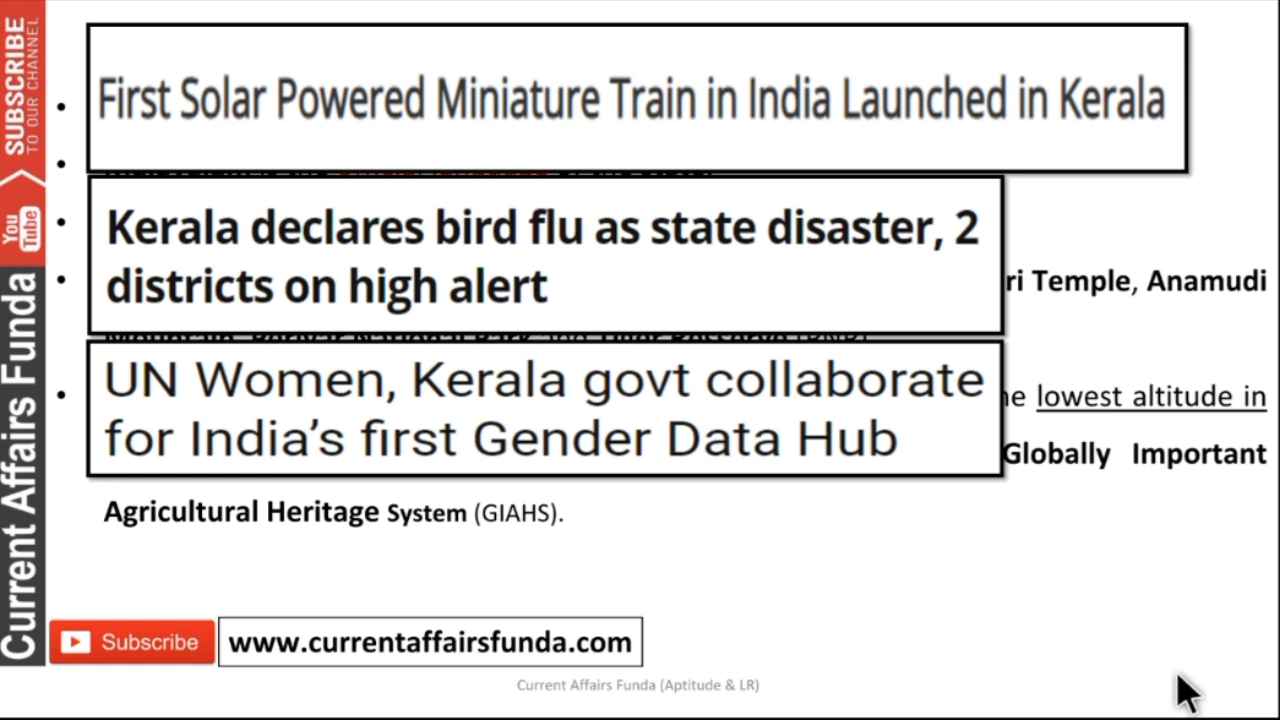 SUBSCRIBE
TO OUR CHANNEL
You
Tube
Current Affairs Funda
First Solar Powered Miniature Train in India Launched in Kerala
Kerala declares bird flu as state disaster, 2
districts on high alert
ri Temple, Anamudi
UN Women, Kerala govt collaborate
for India's first Gender Data Hub
lowest altitude in
Globally Important
Agricultural Heritage System (GIAHS).
Subscribe
www.currentaffairsfunda.com
Current Affairs Funda (Aptitude & LR)